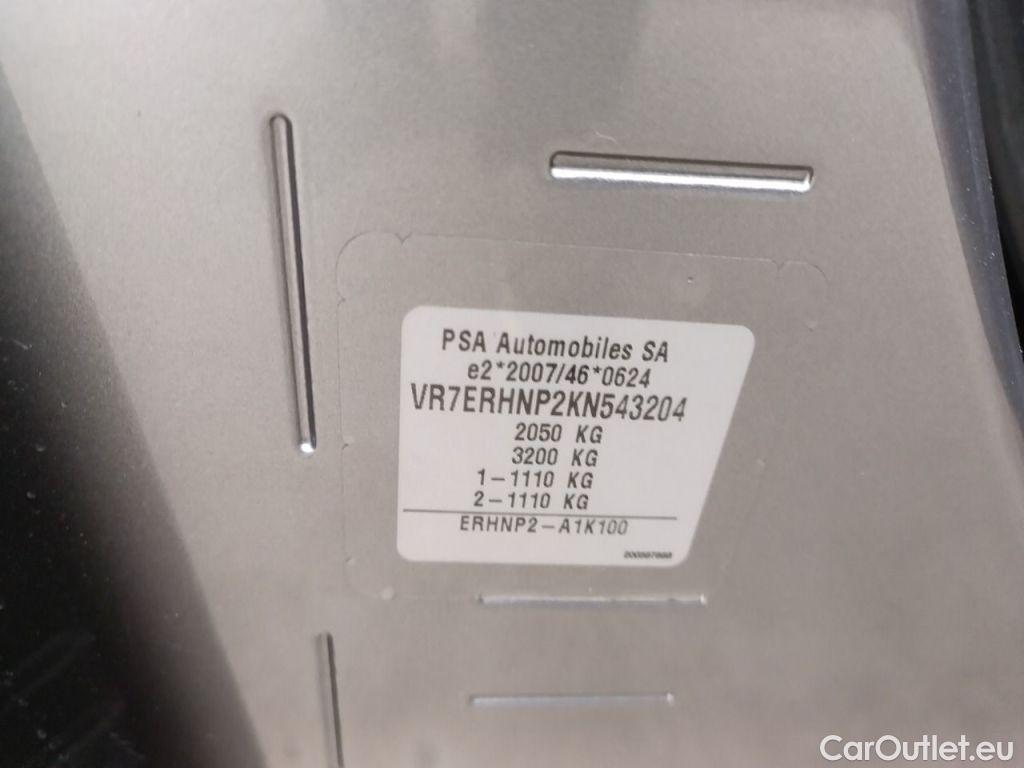 PSA Automobiles SA
e2*2007/46*0624
VR7ERHNP2KN543204
2050 KG
3200 KG
1-1110 KG
2-1110 KG
ERHNP2-A1K100
CarOutlet.eu